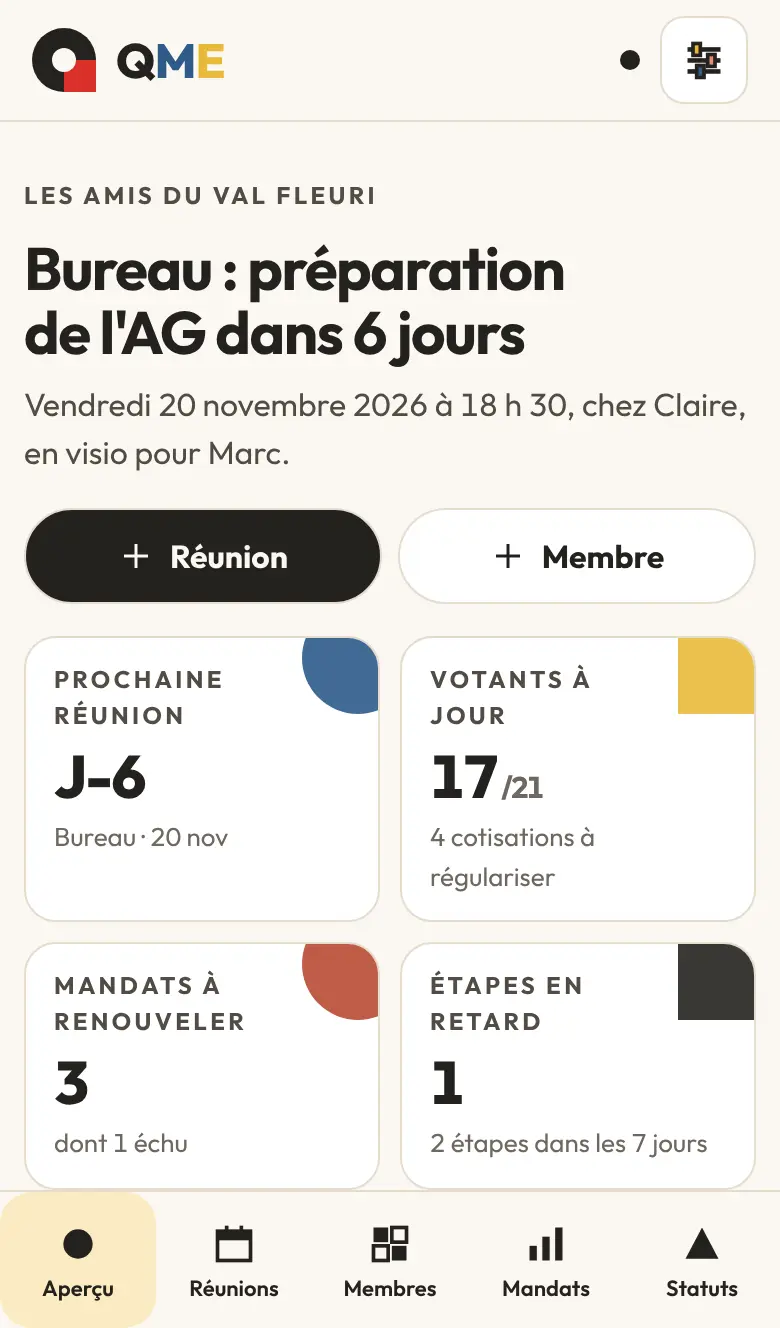 QME
LES AMIS DU VAL FLEURI
Bureau : préparation
de l'AG dans 6 jours
Vendredi 20 novembre 2026 à 18 h 30, chez Claire,
en visio pour Marc.
+ Réunion
+ Membre
PROCHAINE
RÉUNION
J-6
Bureau · 20 nov
VOTANTS À
JOUR
17/21
4 cotisations à
régulariser
MANDATS À
RENOUVELER
3
dont 1 échu
ÉTAPES EN
RETARD
1
2 étapes dans les 7 jours
Aperçu
Réunions
Membres
Mandats
Statuts